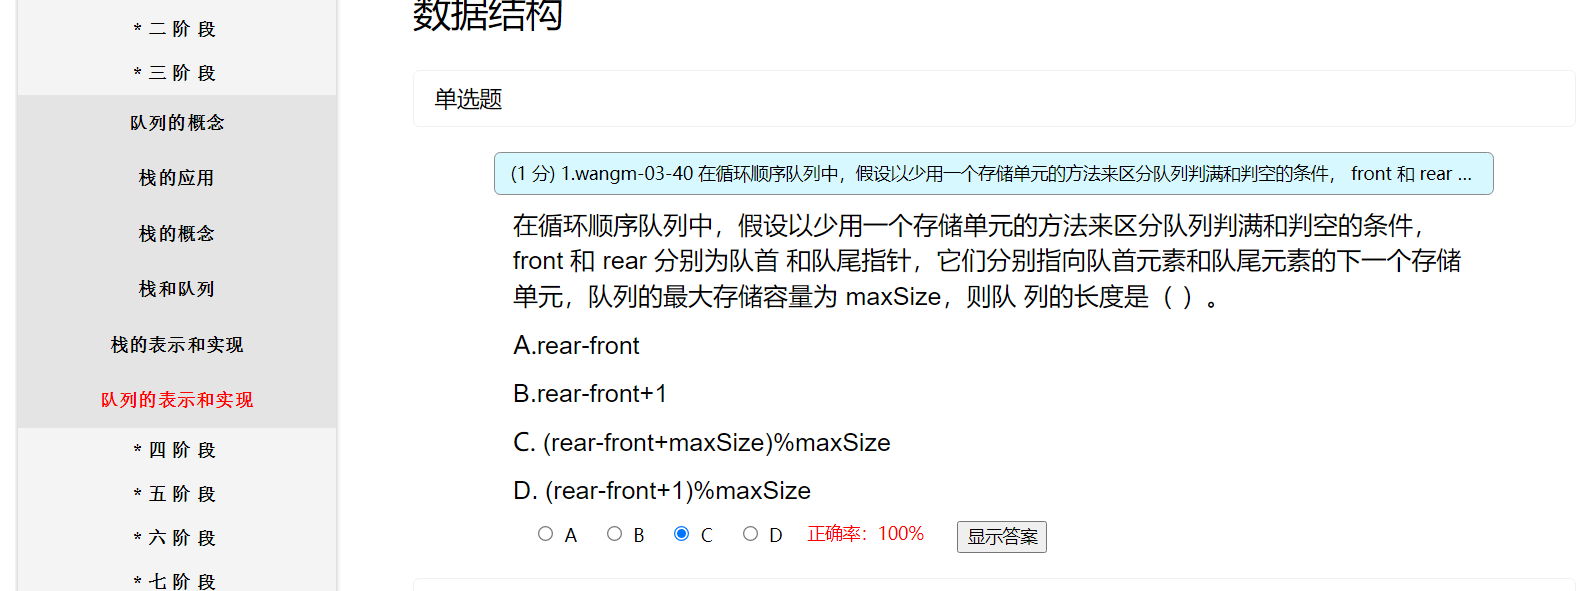 * 二 阶 段
* 三 阶 段
队列的概念
栈的应用
栈的概念
栈和队列
栈的表示和实现
队列的表示和实现
* 四 阶 段
* 五 阶 段
* 六 阶 段
* 七 阶 段
数据结构
单选题
(1 分) 1.wangm-03-40 在循环顺序队列中，假设以少用一个存储单元的方法来区分队列判满和判空的条件， front 和 rear ...
在循环顺序队列中，假设以少用一个存储单元的方法来区分队列判满和判空的条件，
front 和 rear 分别为队首 和队尾指针，它们分别指向队首元素和队尾元素的下一个存储
单元，队列的最大存储容量为 maxSize，则队 列的长度是（ ）。
A.rear-front
B.rear-front+1
C. (rear-front+maxSize)%maxSize
D. (rear-front+1)%maxSize
A B C D 正确率：100% 显示答案